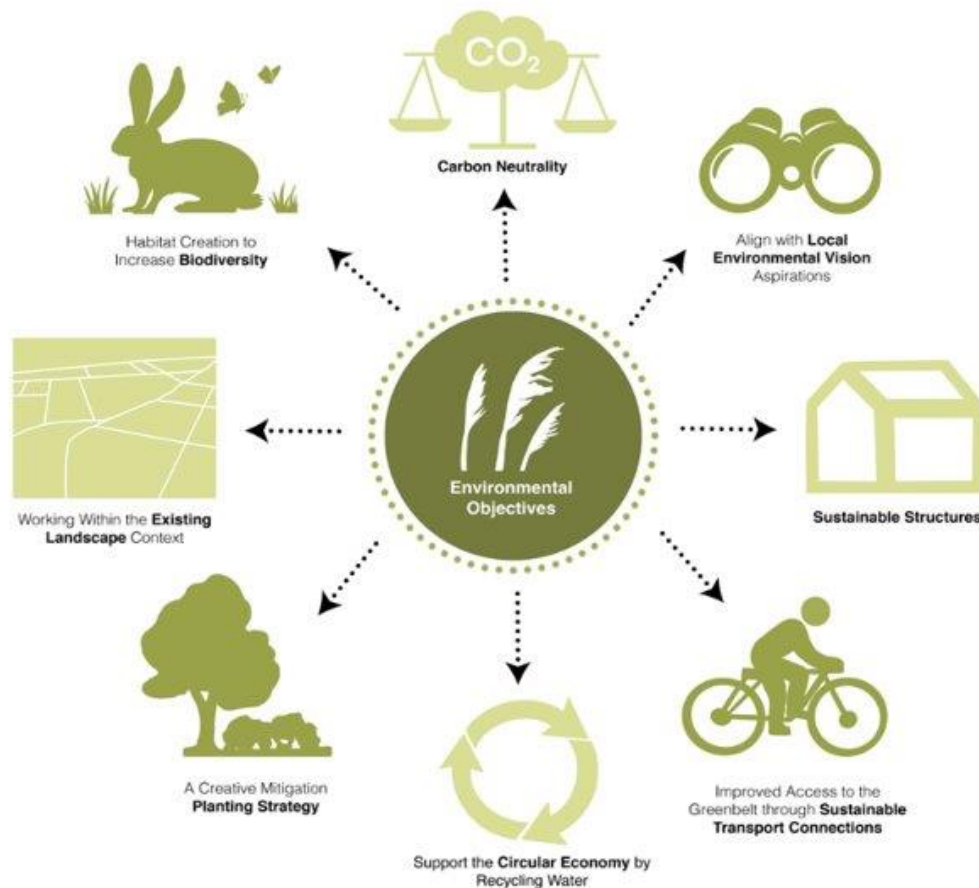 CO2
Carbon Neutrality
Align with Local
Environmental Vision
Aspirations
Sustainable Structures
Improved Access to the
Greenbelt through Sustainable
Transport Connections
Support the Circular Economy by
Recycling Water
A Creative Mitigation
Planting Strategy
Working Within the Existing
Landscape Context
Habitat Creation to
Increase Biodiversity
Environmental
Objectives